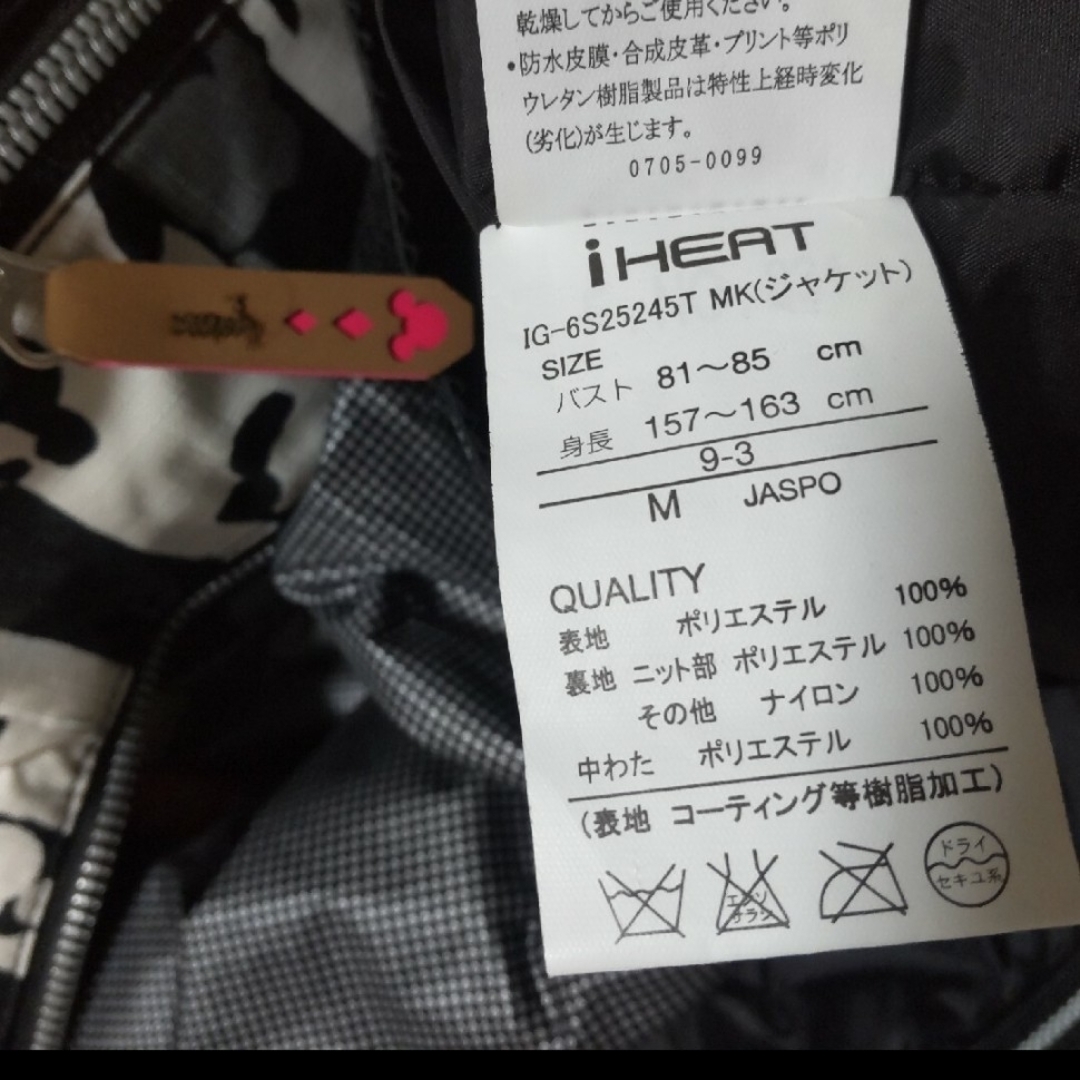 乾燥してからご使用ください。
•防水皮膜・合成皮革・プリント等ポリ
ウレタン樹脂製品は特性上経時変化
(劣化)が生じます。
0705-0099
iHEAT
IG-6S25245T MK(ジャケット)
SIZE
バスト 81～85 cm
身長 157～163 cm
9-3
M JASPO
QUALITY
表地 ポリエステル 100%
裏地 ニット部 ポリエステル 100%
その他 ナイロン 100%
中わた ポリエステル 100%
(表地 コーティング等樹脂加工)
エンソ
サラシ
ドライ
セキユ系